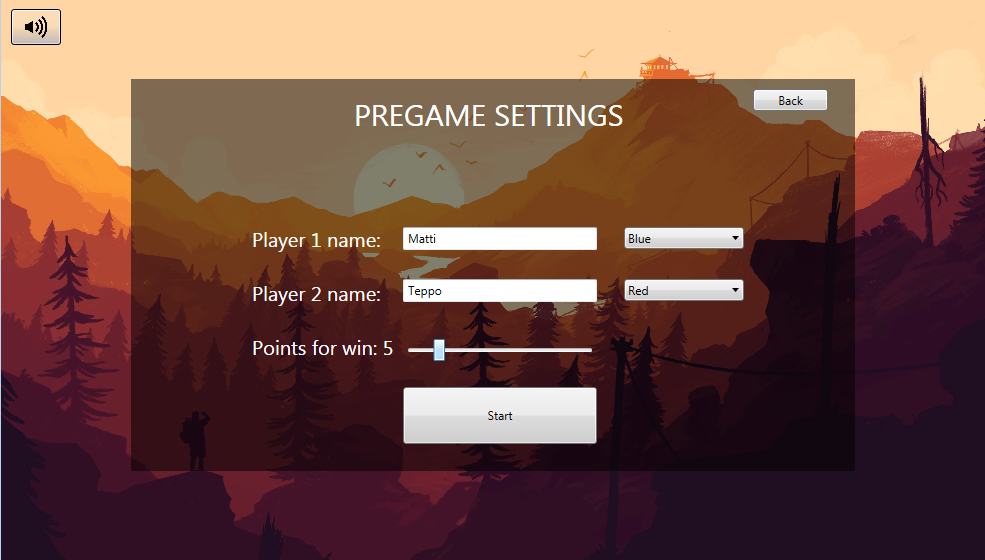 Back
PREGAME SETTINGS
Player 1 name: Matti Blue
Player 2 name: Teppo Red
Points for win: 5
Start